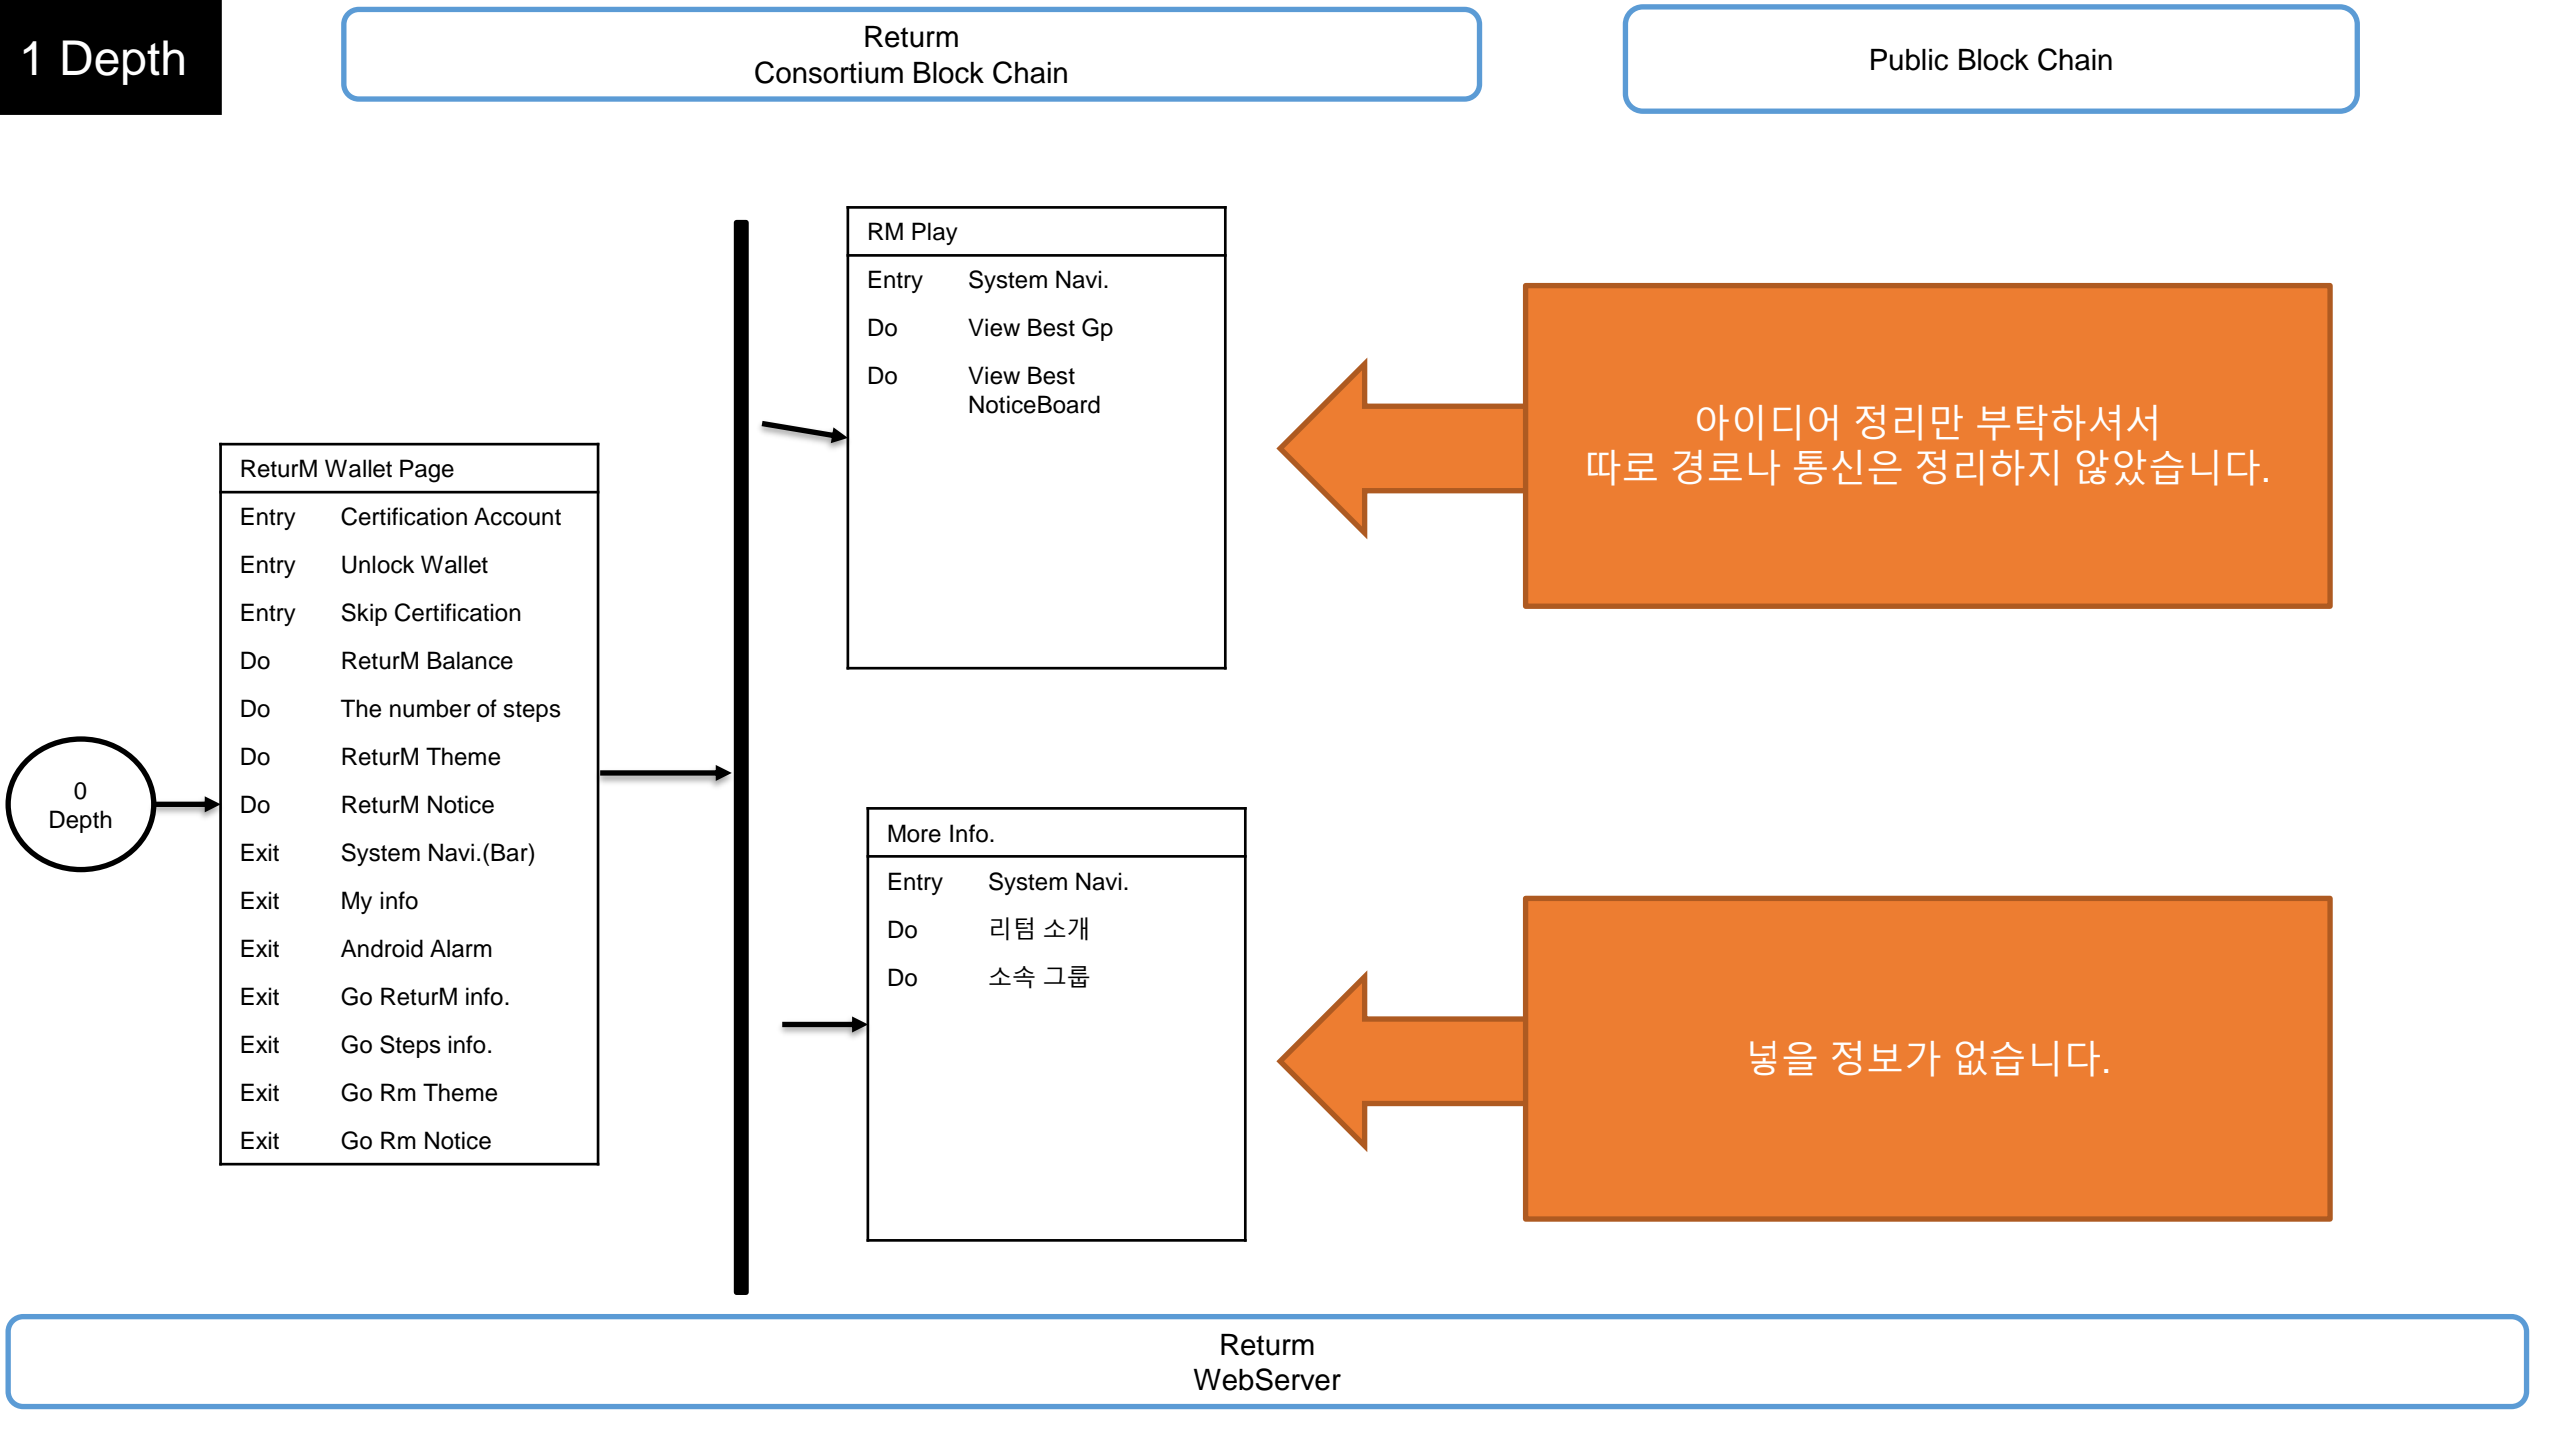 1 Depth
Returm
Consortium Block Chain
Public Block Chain
RM Play
Entry System Navi.
Do View Best Gp
Do View Best
NoticeBoard
아이디어 정리만 부탁하셔서
따로 경로나 통신은 정리하지 않았습니다.
ReturM Wallet Page
Entry Certification Account
Entry Unlock Wallet
Entry Skip Certification
Do ReturM Balance
Do The number of steps
Do ReturM Theme
Do ReturM Notice
Exit System Navi.(Bar)
Exit My info
Exit Android Alarm
Exit Go ReturM info.
Exit Go Steps info.
Exit Go Rm Theme
Exit Go Rm Notice
0
Depth
More Info.
Entry System Navi.
Do 리텀 소개
Do 소속 그룹
넣을 정보가 없습니다.
Returm
WebServer